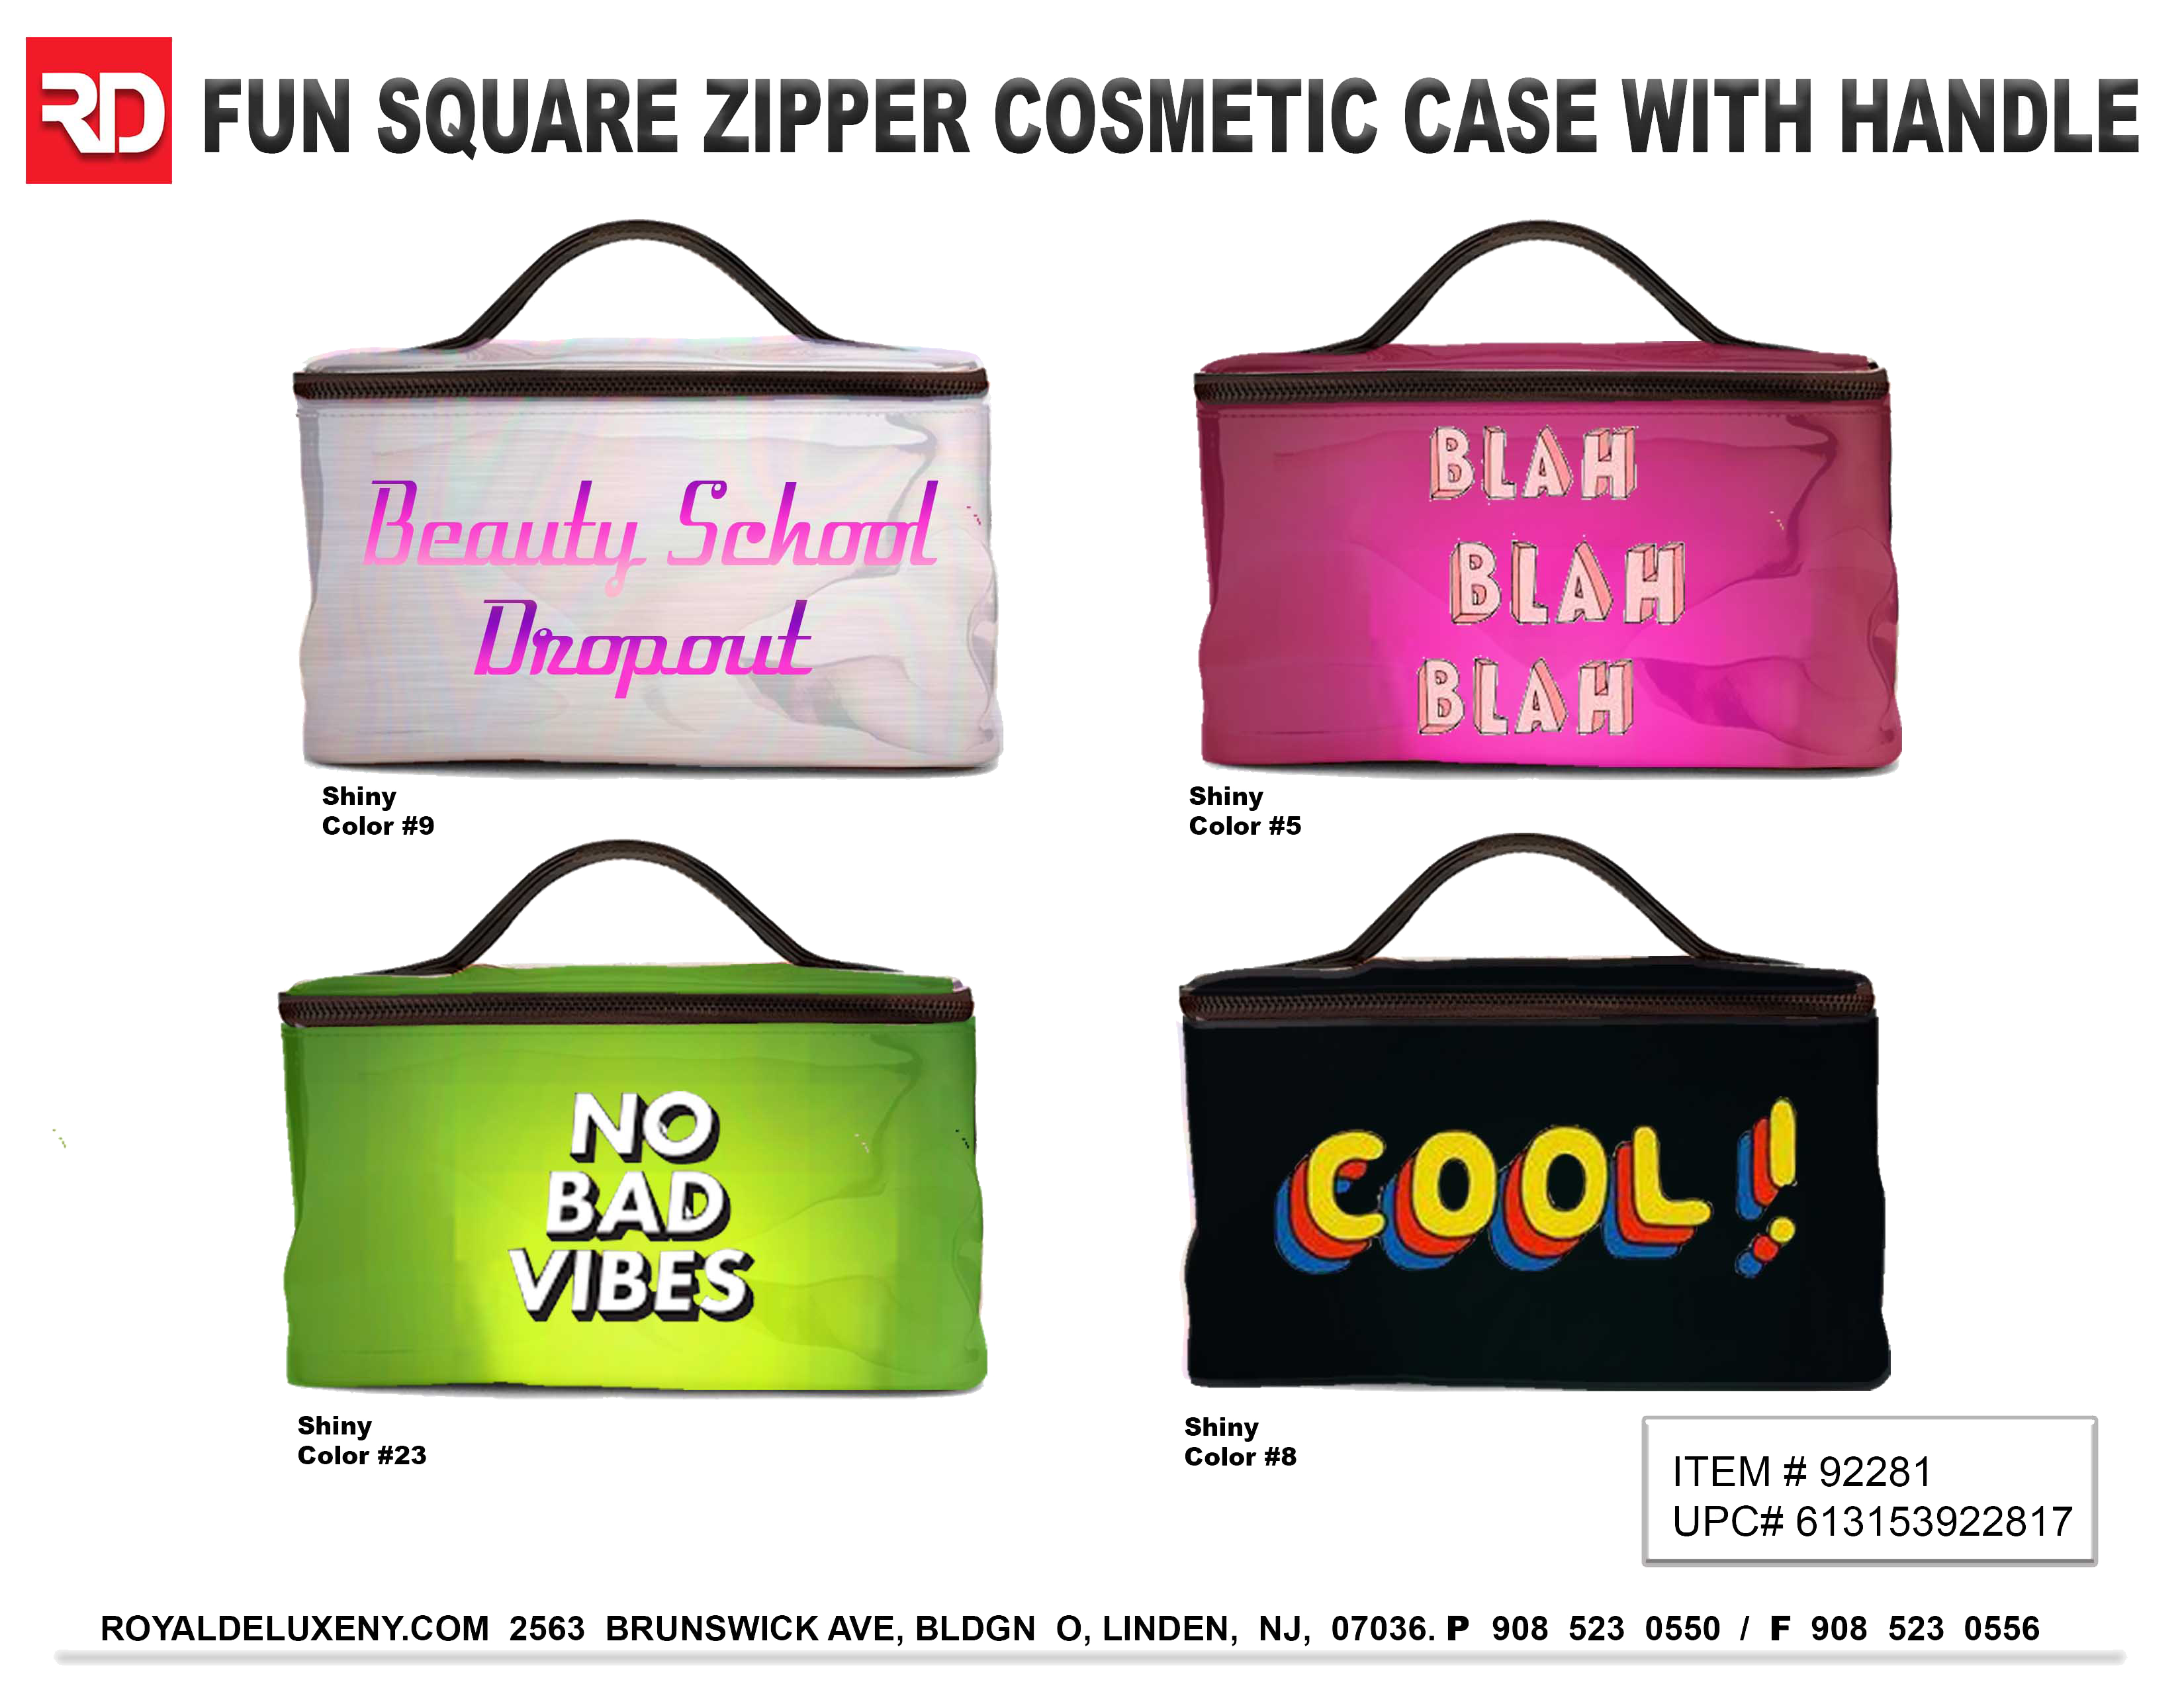 RD FUN SQUARE ZIPPER COSMETIC CASE WITH HANDLE
Beauty School
Dropout
Shiny
Color #9
BLAH
BLAH
BLAH
Shiny
Color #5
NO
BAD
VIBES
Shiny
Color #23
COOL!
Shiny
Color #8
ITEM # 92281
UPC# 613153922817
ROYALDELUXENY.COM 2563 BRUNSWICK AVE, BLDGN O, LINDEN, NJ, 07036. P 908 523 0550 / F 908 523 0556